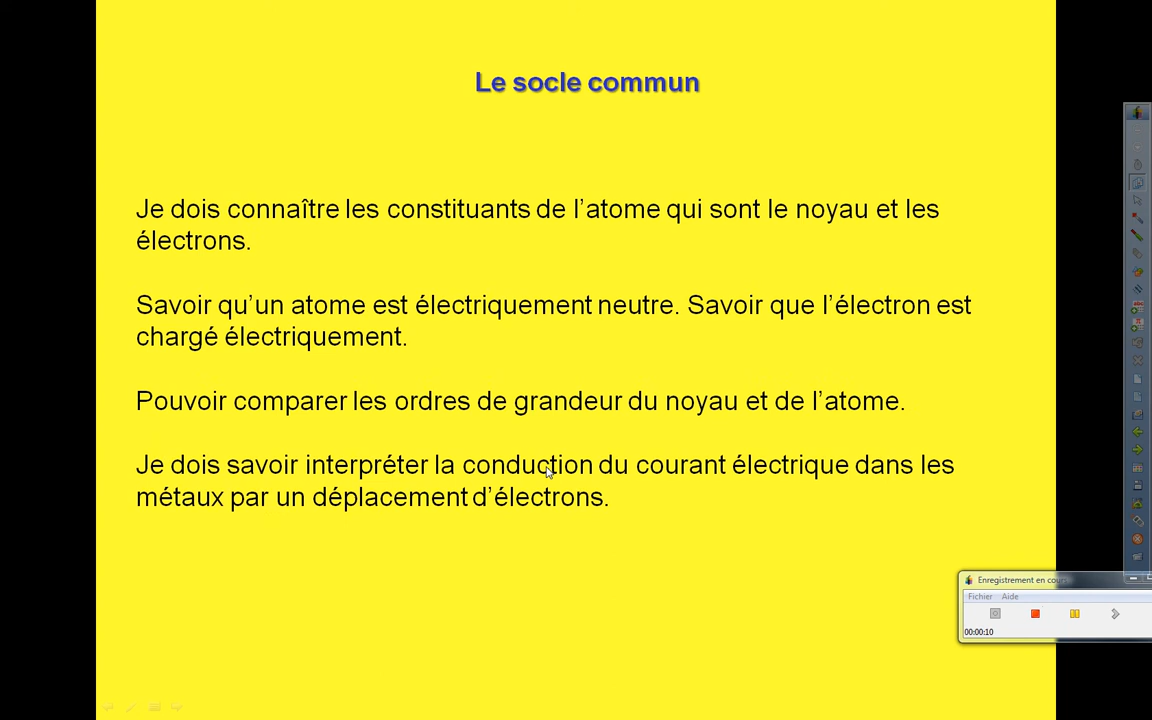 Le socle commun
Je dois connaître les constituants de l’atome qui sont le noyau et les
électrons.
Savoir qu’un atome est électriquement neutre. Savoir que l’électron est
chargé électriquement.
Pouvoir comparer les ordres de grandeur du noyau et de l’atome.
Je dois savoir interpréter la conduction du courant électrique dans les
métaux par un déplacement d’électrons.
Enregistrement en cours
Fichier Aide
00:00:10